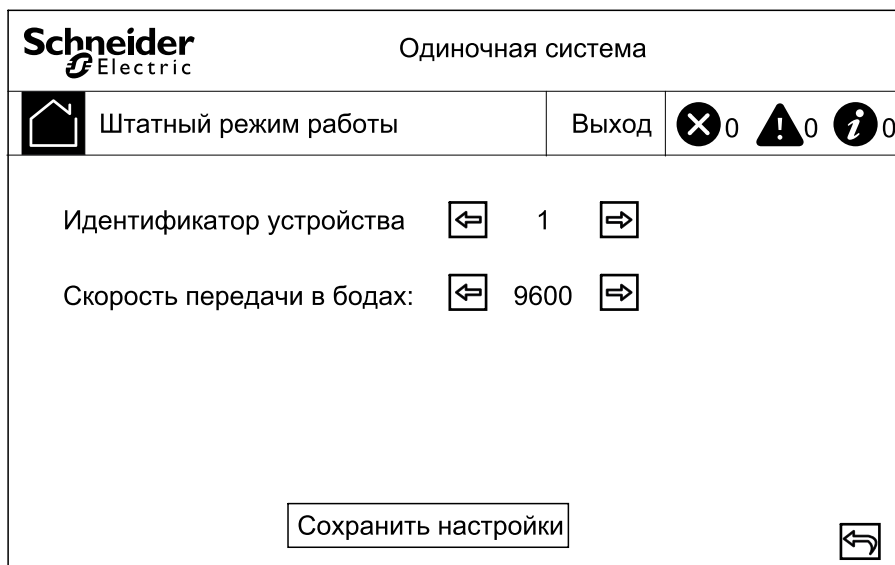 Schneider
Electric
Одиночная система
Штатный режим работы
Выход
0
0
0
Идентификатор устройства
1
Скорость передачи в бодах:
9600
Сохранить настройки